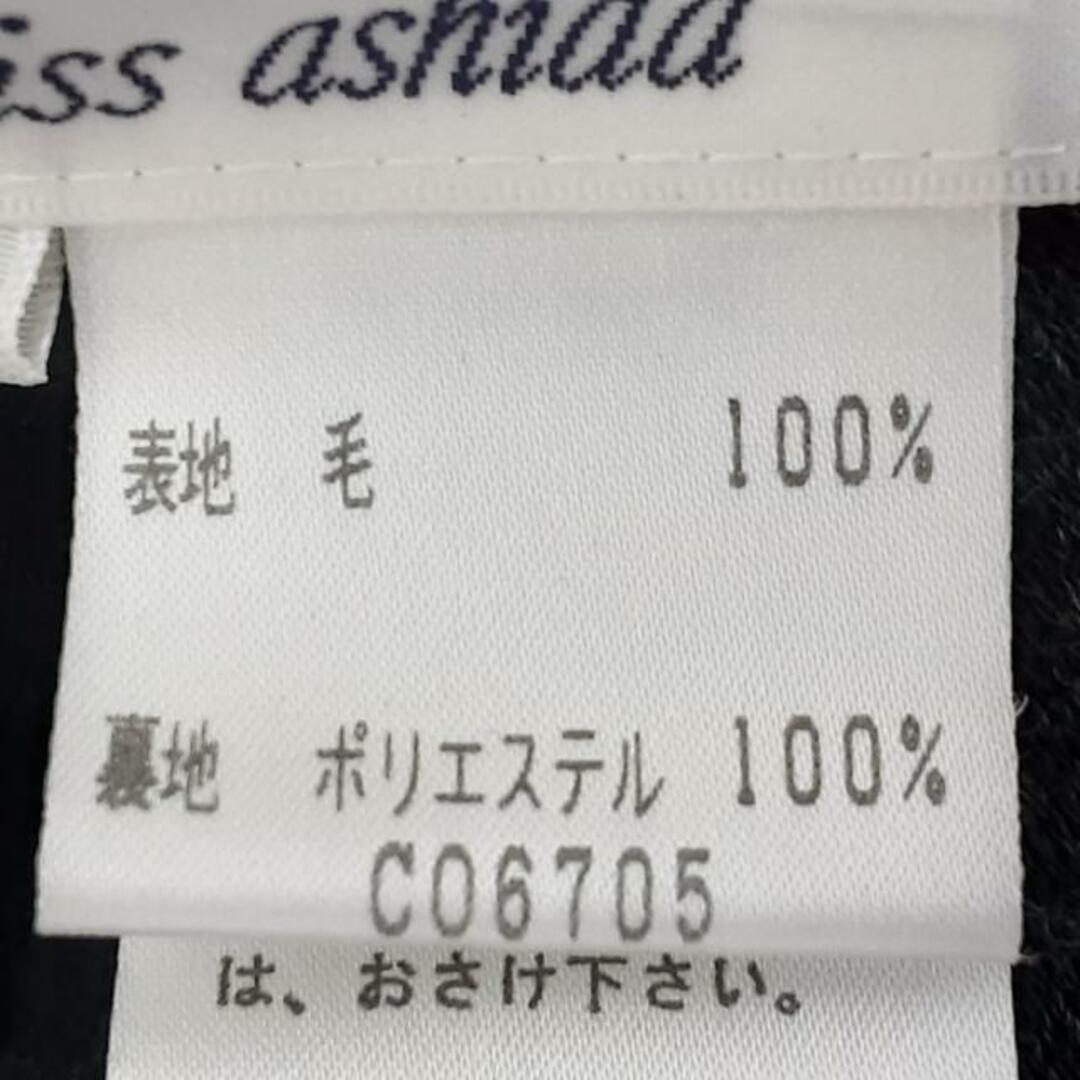 iss ashida
表地 毛 100%
裏地 ポリエステル 100%
C06705
は、おさけ下さい。